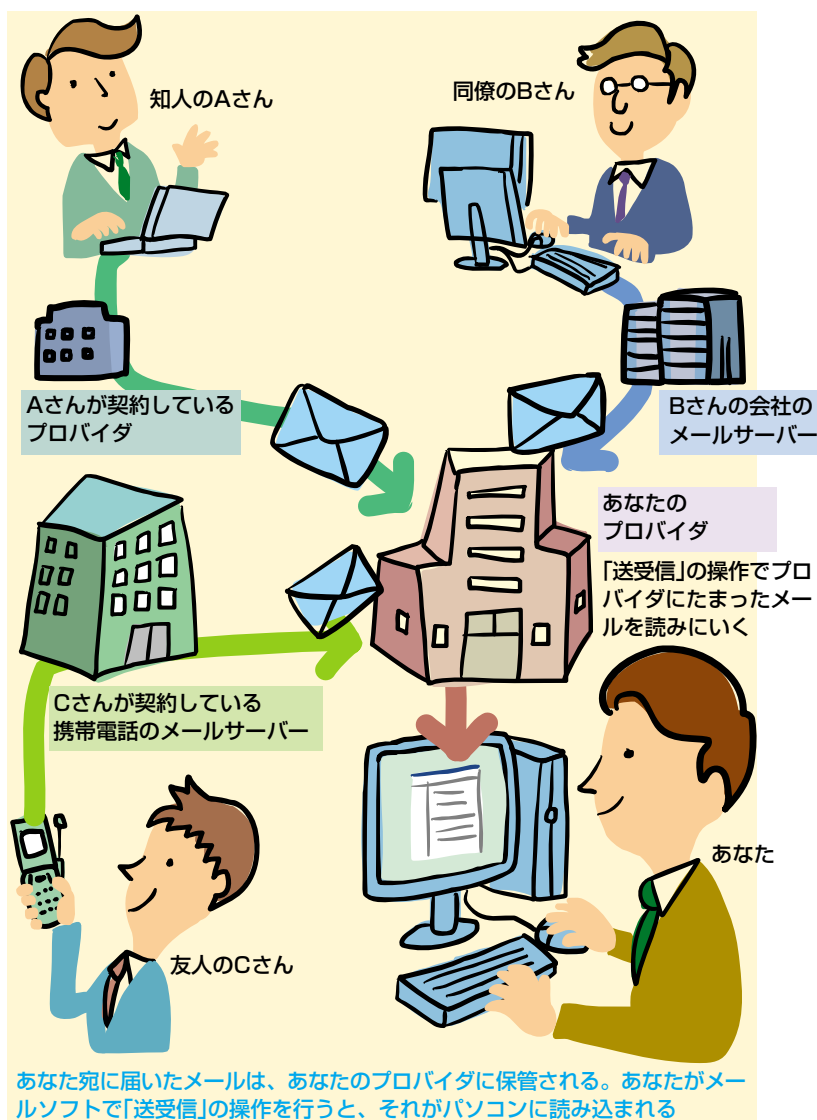 知人のAさん
同僚のBさん
Aさんが契約している
プロバイダ
Bさんの会社の
メールサーバー
あなたの
プロバイダ
「送受信」の操作でプロ
バイダにたまったメー
ルを読みにいく
Cさんが契約している
携帯電話のメールサーバー
あなた
友人のCさん
あなた宛に届いたメールは、あなたのプロバイダに保管される。あなたがメー
ルソフトで「送受信」の操作を行うと、それがパソコンに読み込まれる